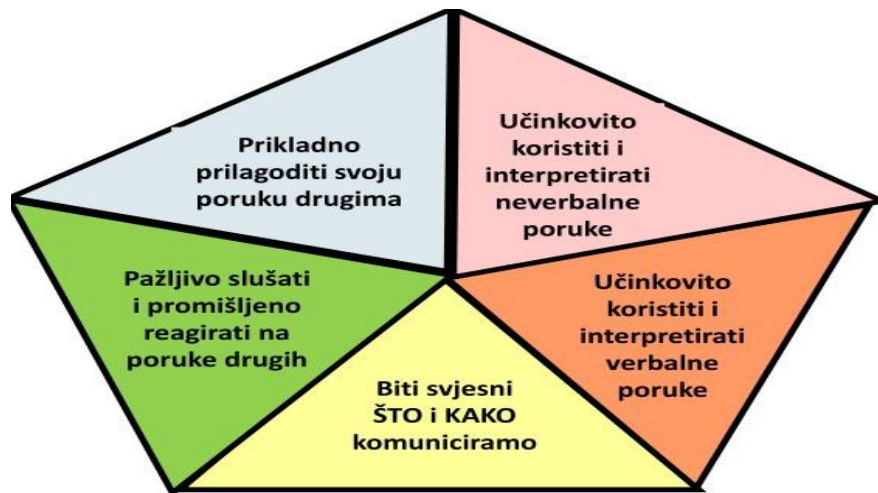 Prikladno
prilagoditi svoju
poruku drugima
Učinkovito
koristiti i
interpretirati
neverbalne
poruke
Pažljivo slušati
i promišljeno
reagirati na
poruke drugih
Učinkovito
koristiti i
interpretirati
verbalne
poruke
Biti svjesni
ŠTO i KAKO
komuniciramo